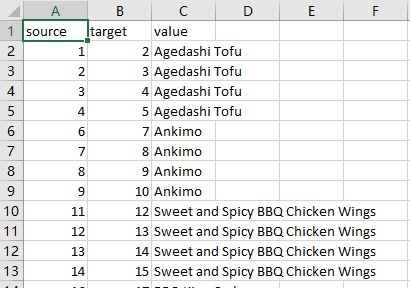 A B C D E F
1 source target value
2 1 2 Agedashi Tofu
3 2 3 Agedashi Tofu
4 3 4 Agedashi Tofu
5 4 5 Agedashi Tofu
6 6 7 Ankimo
7 7 8 Ankimo
8 8 9 Ankimo
9 9 10 Ankimo
10 11 12 Sweet and Spicy BBQ Chicken Wings
11 12 13 Sweet and Spicy BBQ Chicken Wings
12 13 14 Sweet and Spicy BBQ Chicken Wings
13 14 15 Sweet and Spicy BBQ Chicken Wings